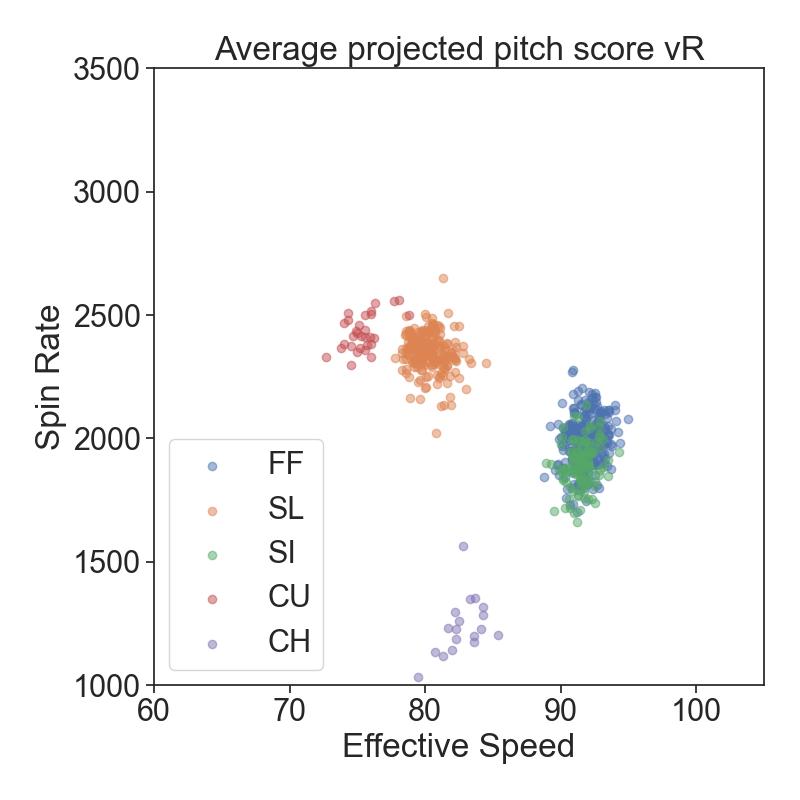 Average projected pitch score vR
3500
3000
2500
2000
1500
1000
Spin Rate
FF
SL
SI
CU
CH
60 70 80 90 100
Effective Speed